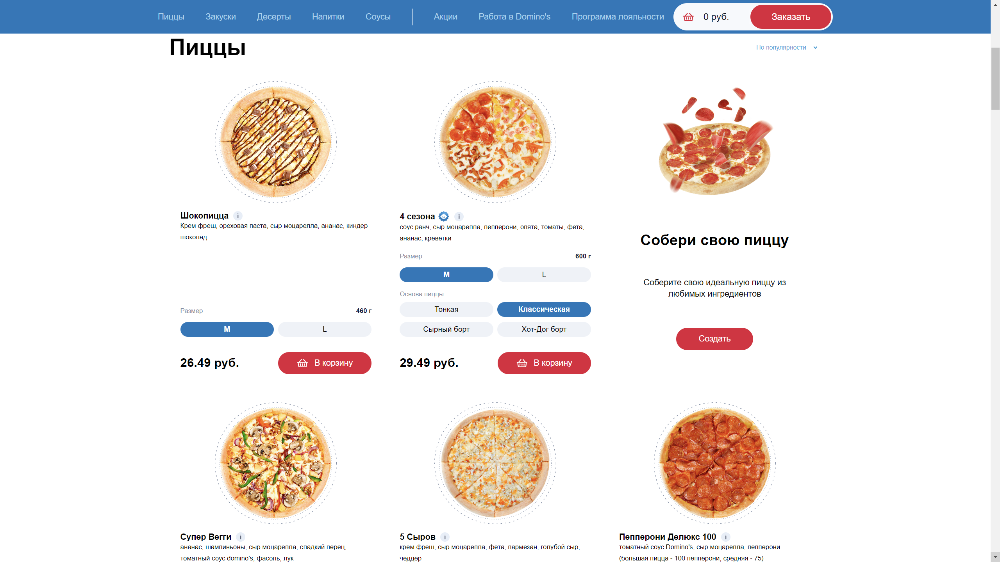 Пиццы
Закуски
Десерты
Напитки
Соусы
Акции
Работа в Domino's
Программа лояльности
0 руб.
Заказать
Пиццы
По популярности
Шокопицца i
Крем фреш, ореховая паста, сыр моцарелла, ананас, киндер
шоколад
Размер 460 г
M L
26.49 руб. В корзину
4 сезона i
соус ранч, сыр моцарелла, пепперони, опята, томаты, фета,
ананас, креветки
Размер 600 г
M L
Основа пиццы
Тонкая Классическая
Сырный борт Хот-Дог борт
29.49 руб. В корзину
Собери свою пиццу
Соберите свою идеальную пиццу из
любимых ингредиентов
Создать
Супер Вегги i
ананас, шампиньоны, сыр моцарелла, сладкий перец,
томатный соус domino's, фасоль, лук
5 Сыров i
крем фреш, сыр моцарелла, фета, пармезан, голубой сыр,
чеддер
Пепперони Делюкс 100 i
томатный соус Domino's, сыр моцарелла, пепперони
(большая пицца - 100 пепперони, средняя - 75)